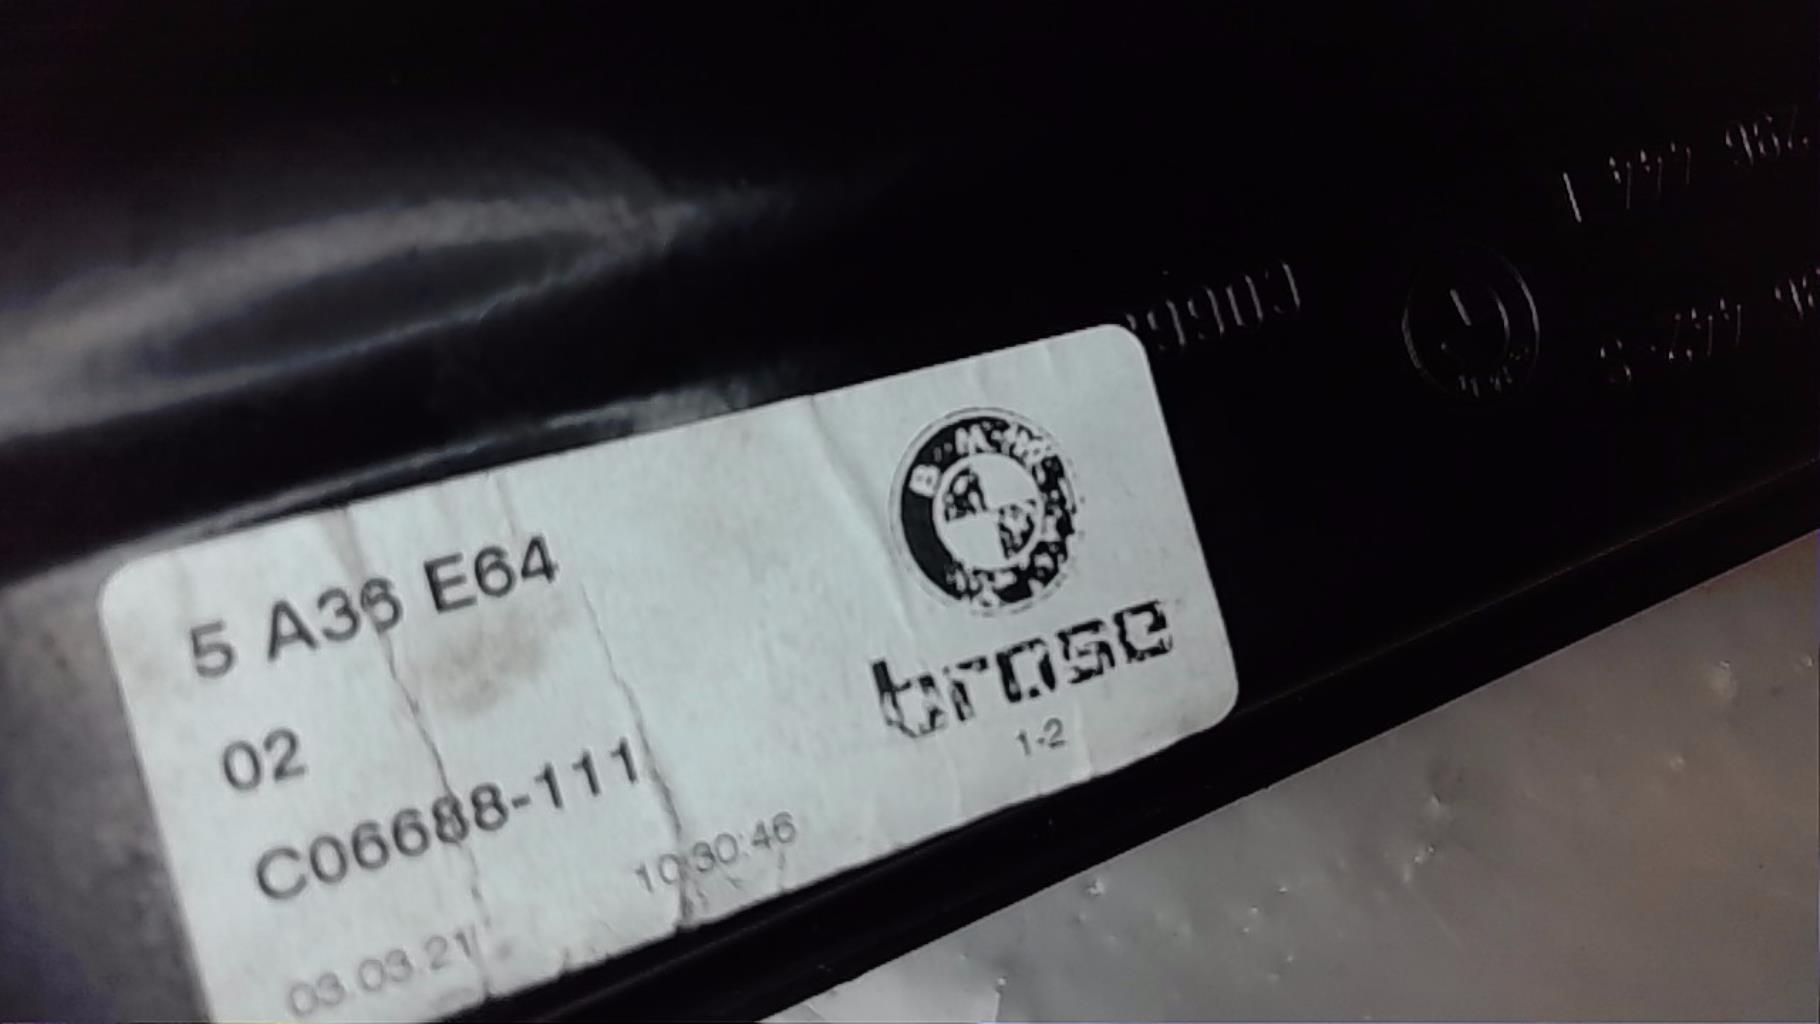 5 A36 E64
02
C06688-111
03.03.21
10:30:46
BMW
brose
1-2